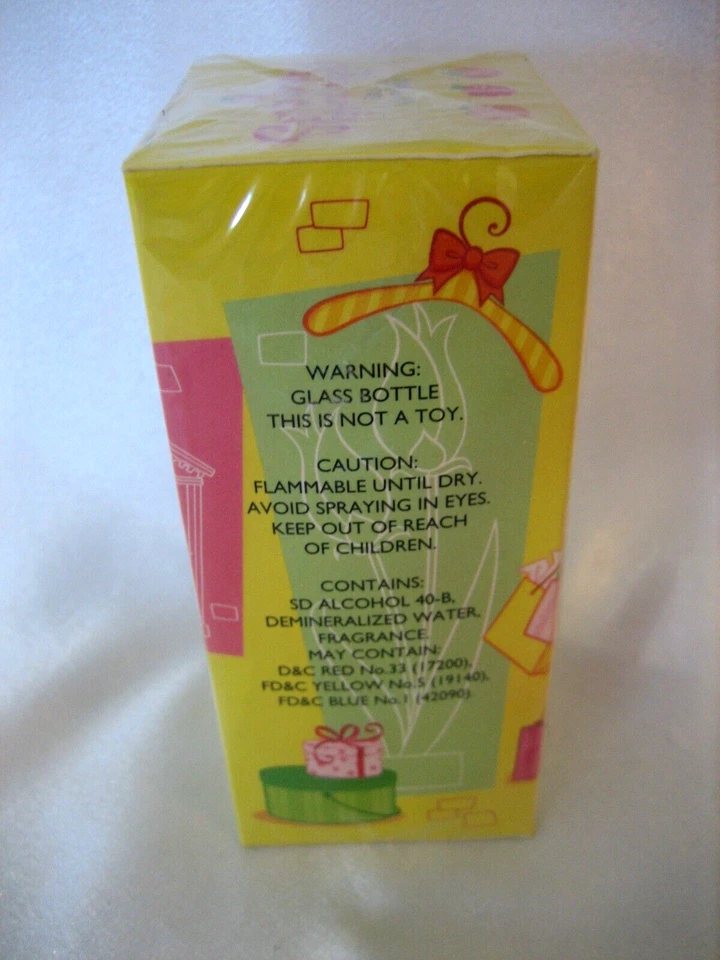 WARNING:
GLASS BOTTLE
THIS IS NOT A TOY.
CAUTION:
FLAMMABLE UNTIL DRY.
AVOID SPRAYING IN EYES.
KEEP OUT OF REACH
OF CHILDREN.
CONTAINS:
SD ALCOHOL 40-B,
DEMINERALIZED WATER,
FRAGRANCE.
MAY CONTAIN:
D&C RED No.33 (17200),
FD&C YELLOW No.5 (19140),
FD&C BLUE No.1 (42090).